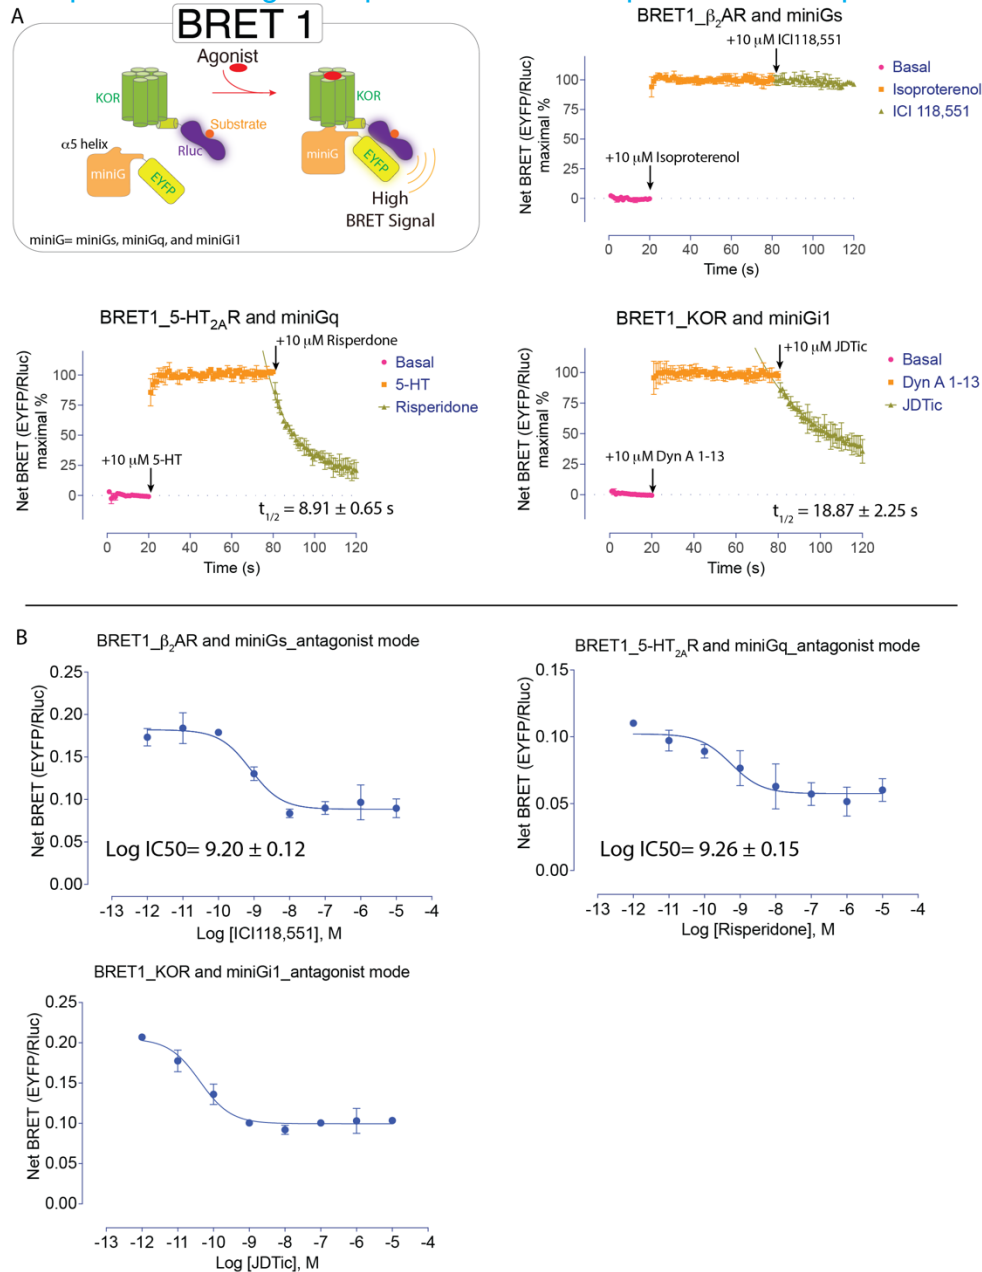 A
BRET 1
Agonist
KOR
KOR
Substrate
α5 helix
Rluc
miniG
EYFP
miniG
EYFP
High
BRET Signal
miniG= miniGs, miniGq, and miniGi1
BRET1_β2AR and miniGs
+10 μM ICI118,551
Net BRET (EYFP/Rluc)
maximal %
100
75
50
25
0
+10 μM Isoproterenol
Basal
Isoproterenol
ICI 118,551
0 20 40 60 80 100 120
Time (s)
BRET1_5-HT2AR and miniGq
+10 μM Risperdone
Net BRET (EYFP/Rluc)
maximal %
100
75
50
25
0
+10 μM 5-HT
Basal
5-HT
Risperidone
t1/2 = 8.91 ± 0.65 s
0 20 40 60 80 100 120
Time (s)
BRET1_KOR and miniGi1
+10 μM JDTic
Net BRET (EYFP/Rluc)
maximal %
100
75
50
25
0
+10 μM Dyn A 1-13
Basal
Dyn A 1-13
JDTic
t1/2 = 18.87 ± 2.25 s
0 20 40 60 80 100 120
Time (s)
B
BRET1_β2AR and miniGs_antagonist mode
Net BRET (EYFP/Rluc)
0.25
0.20
0.15
0.10
0.05
0.00
Log IC50= 9.20 ± 0.12
-13 -12 -11 -10 -9 -8 -7 -6 -5 -4
Log [ICI118,551], M
BRET1_5-HT2AR and miniGq_antagonist mode
Net BRET (EYFP/Rluc)
0.15
0.10
0.05
0.00
Log IC50= 9.26 ± 0.15
-13 -12 -11 -10 -9 -8 -7 -6 -5 -4
Log [Risperidone], M
BRET1_KOR and miniGi1_antagonist mode
Net BRET (EYFP/Rluc)
0.25
0.20
0.15
0.10
0.05
0.00
-13 -12 -11 -10 -9 -8 -7 -6 -5 -4
Log [JDTic], M